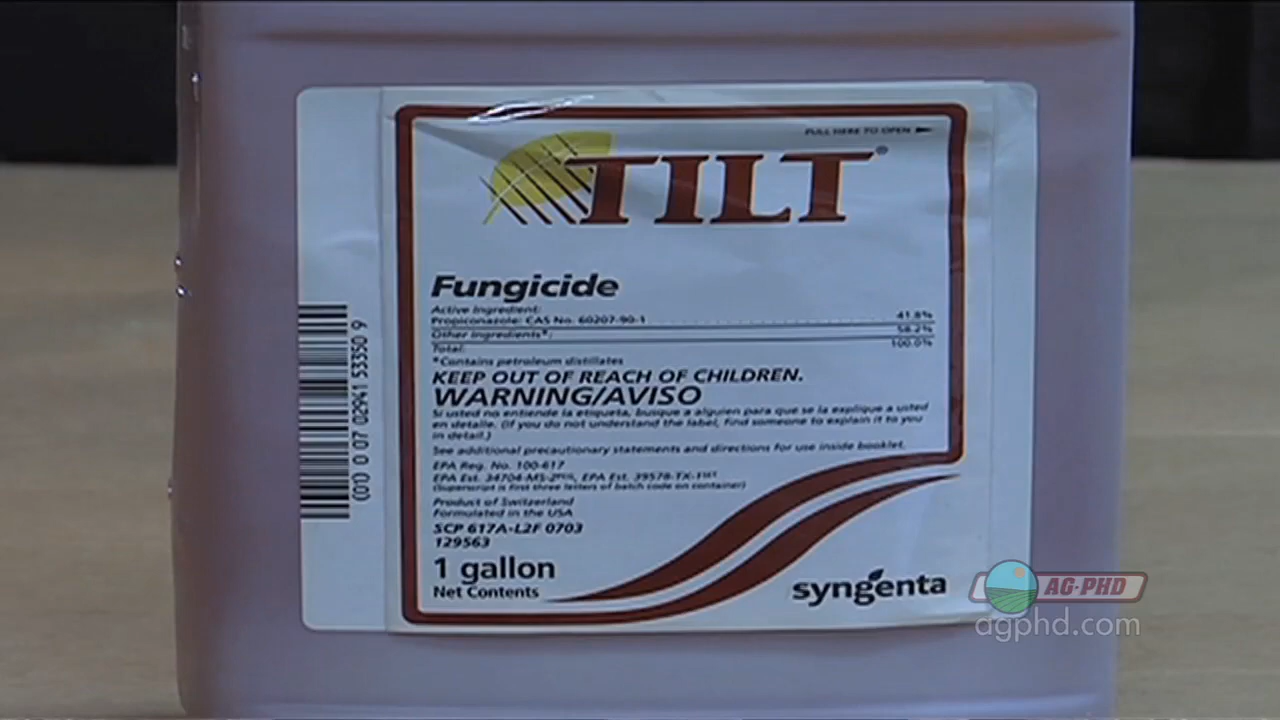 PULL HERE TO OPEN
TILT®
Fungicide
Active Ingredient:
Propiconazole: CAS No. 60207-90-1 41.8%
Other Ingredients*: 58.2%
Total: 100.0%
*Contains petroleum distillates
KEEP OUT OF REACH OF CHILDREN.
WARNING/AVISO
Si usted no entiende la etiqueta, busque a alguien para que se la explique a usted
en detalle. (If you do not understand the label, find someone to explain it to you
in detail.)
See additional precautionary statements and directions for use inside booklet.
EPA Reg. No. 100-617
EPA Est. 34704-MS-2 EPA Est. 39578-TX-1
(Superscript is first three letters of batch code on container)
Product of Switzerland
Formulated in the USA
SCP 617A-L2F 0703
129563
1 gallon
Net Contents
syngenta
(01) 0 07 02941 53350 9
AG·PHD
agphd.com